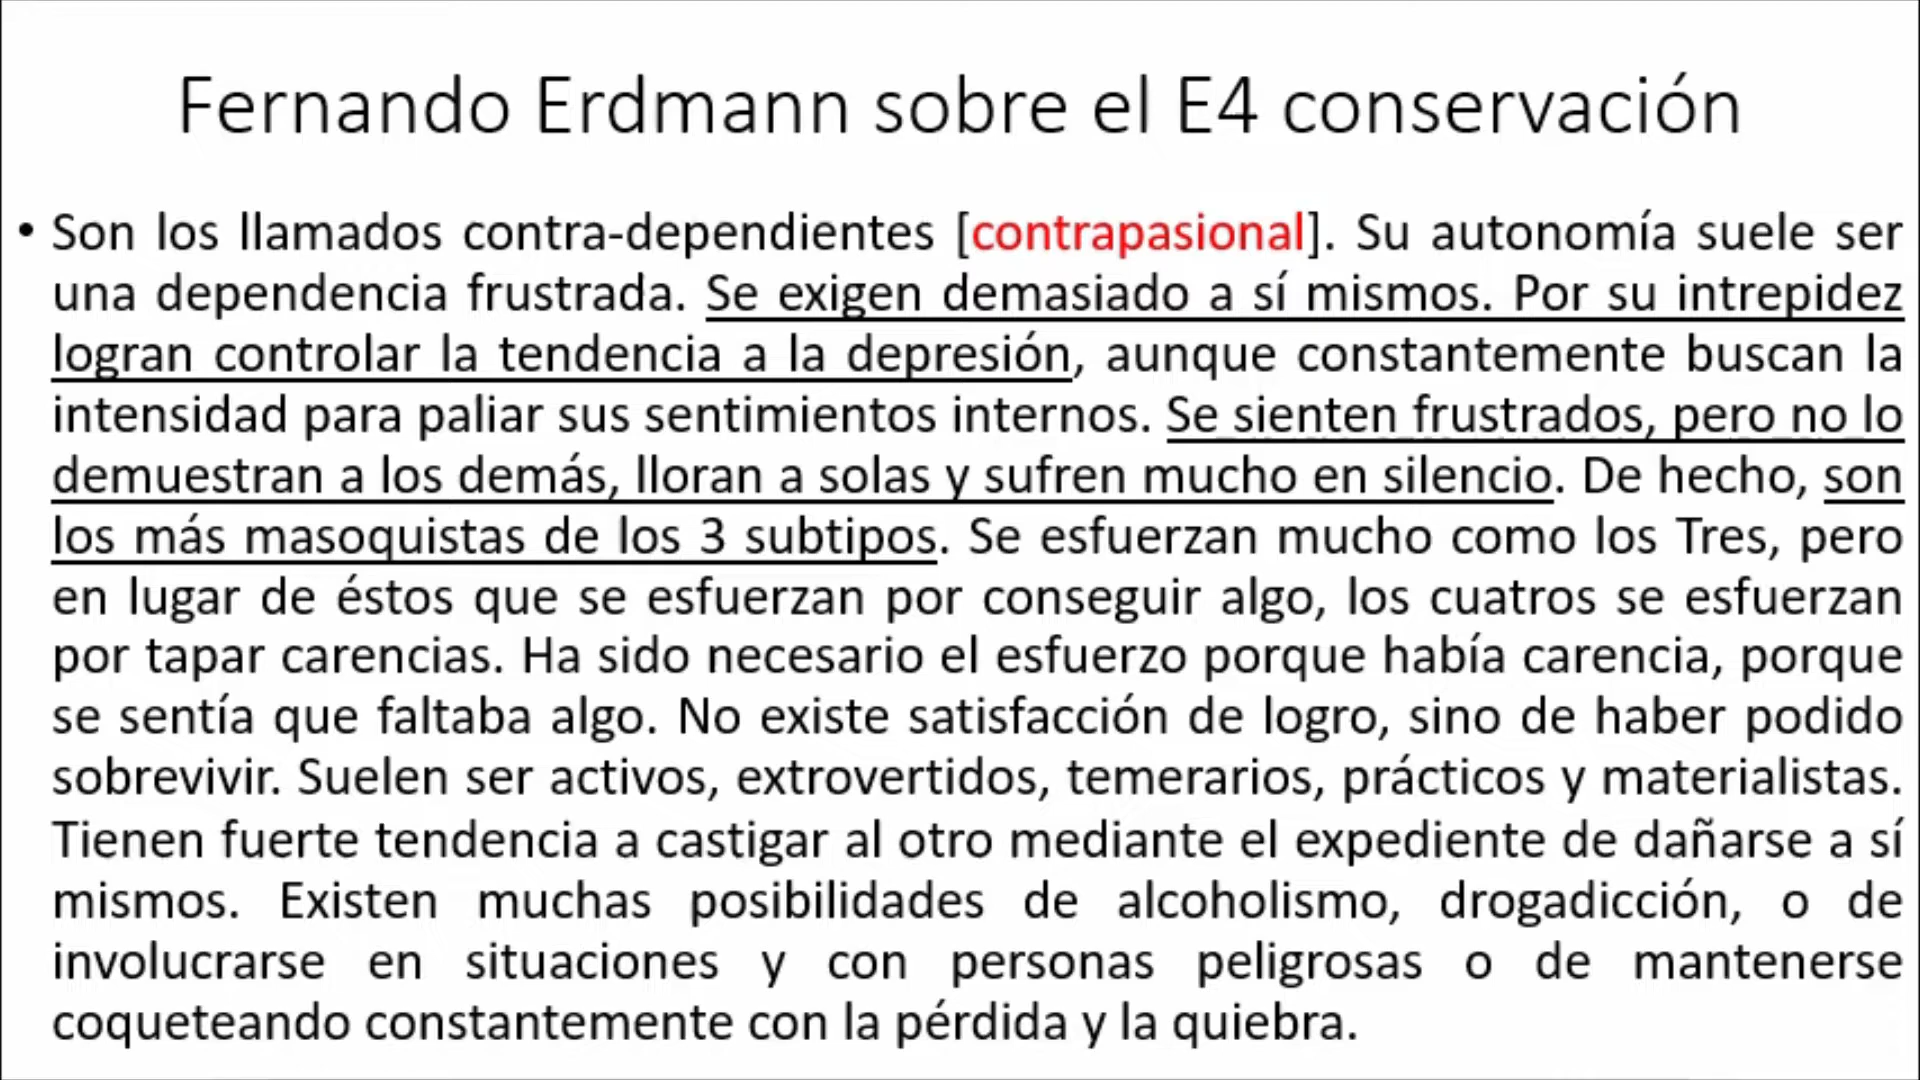 Fernando Erdmann sobre el E4 conservación
• Son los llamados contra-dependientes [contrapasional]. Su autonomía suele ser
una dependencia frustrada. Se exigen demasiado a sí mismos. Por su intrepidez
logran controlar la tendencia a la depresión, aunque constantemente buscan la
intensidad para paliar sus sentimientos internos. Se sienten frustrados, pero no lo
demuestran a los demás, lloran a solas y sufren mucho en silencio. De hecho, son
los más masoquistas de los 3 subtipos. Se esfuerzan mucho como los Tres, pero
en lugar de éstos que se esfuerzan por conseguir algo, los cuatros se esfuerzan
por tapar carencias. Ha sido necesario el esfuerzo porque había carencia, porque
se sentía que faltaba algo. No existe satisfacción de logro, sino de haber podido
sobrevivir. Suelen ser activos, extrovertidos, temerarios, prácticos y materialistas.
Tienen fuerte tendencia a castigar al otro mediante el expediente de dañarse a sí
mismos. Existen muchas posibilidades de alcoholismo, drogadicción, o de
involucrarse en situaciones y con personas peligrosas o de mantenerse
coqueteando constantemente con la pérdida y la quiebra.